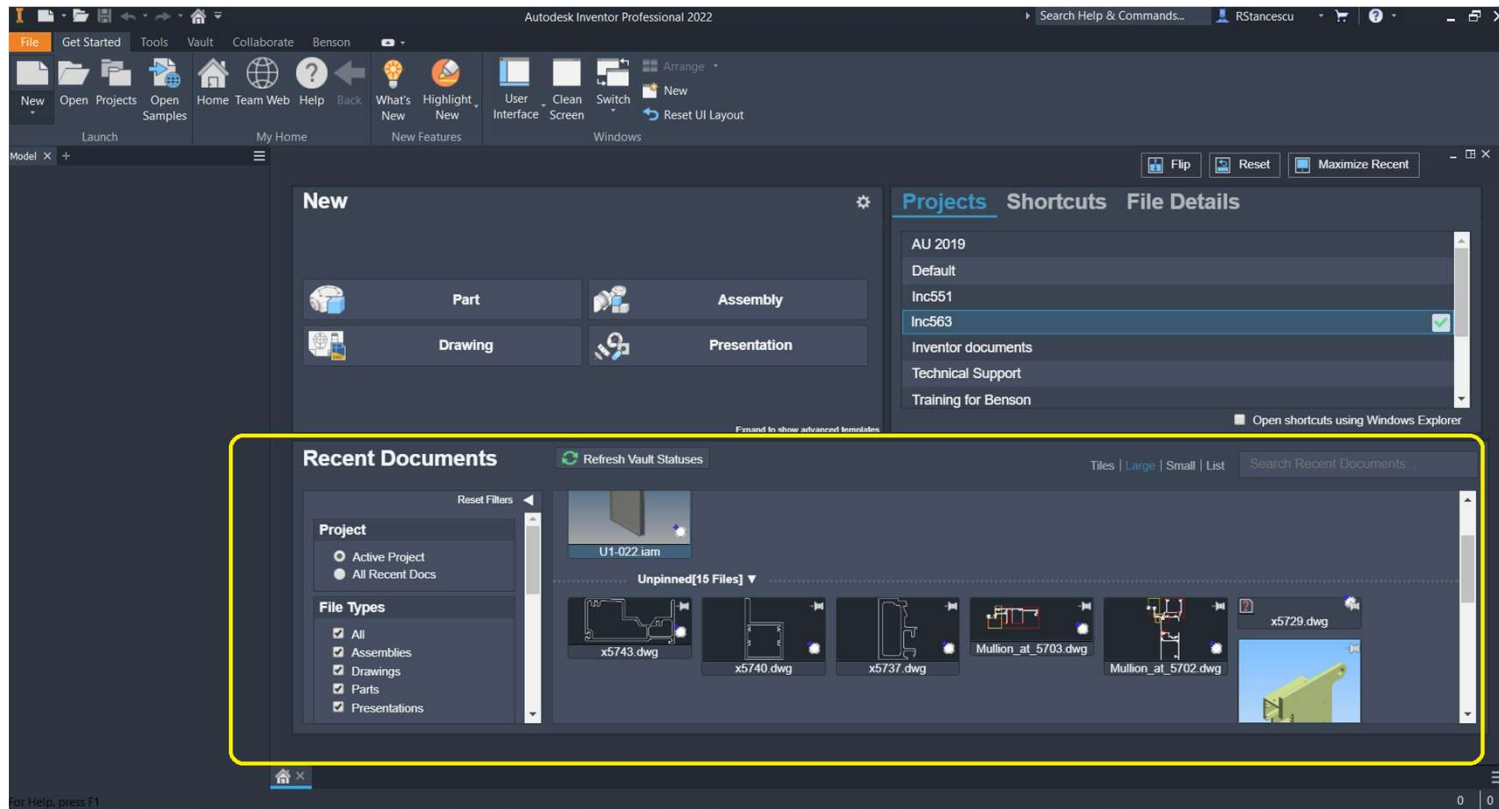 Autodesk Inventor Professional 2022
Search Help & Commands...
RStancescu
File Get Started Tools Vault Collaborate Benson
New Open Projects Open Samples Home Team Web Help Back What's New Highlight New User Interface Clean Screen Switch
Arrange
New
Reset UI Layout
Launch My Home New Features Windows
Model
Flip Reset Maximize Recent
New
Part Assembly
Drawing Presentation
Expand to show advanced templates
Projects Shortcuts File Details
AU 2019
Default
Inc551
Inc563
Inventor documents
Technical Support
Training for Benson
Open shortcuts using Windows Explorer
Recent Documents
Refresh Vault Statuses
Tiles | Large | Small | List
Search Recent Documents...
Reset Filters
Project
Active Project
All Recent Docs
File Types
All
Assemblies
Drawings
Parts
Presentations
U1-022.iam
Unpinned[15 Files]
x5743.dwg
x5740.dwg
x5737.dwg
Mullion_at_5703.dwg
Mullion_at_5702.dwg
x5729.dwg
For Help, press F1
0 0